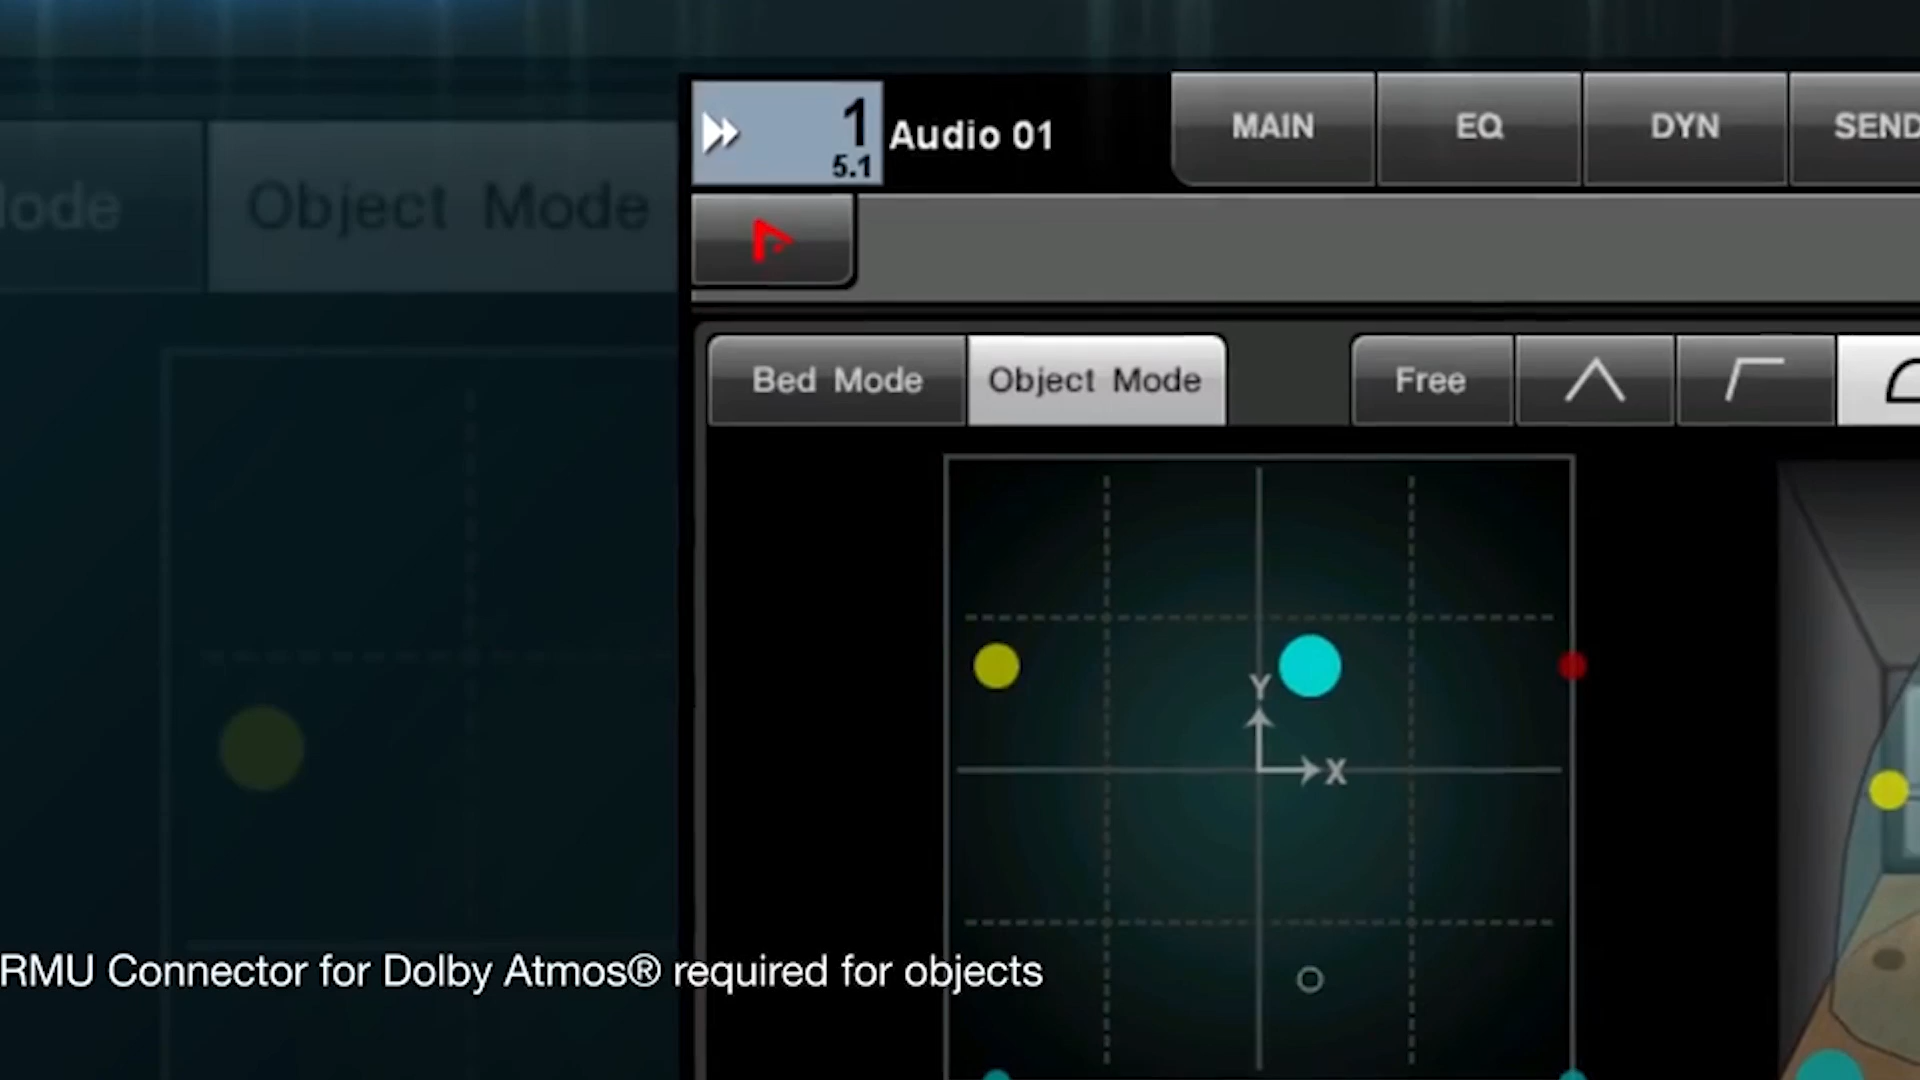 1
5.1
Audio 01
MAIN
EQ
DYN
SEND
Mode
Object Mode
Bed Mode
Object Mode
Free
Y
X
RMU Connector for Dolby Atmos® required for objects